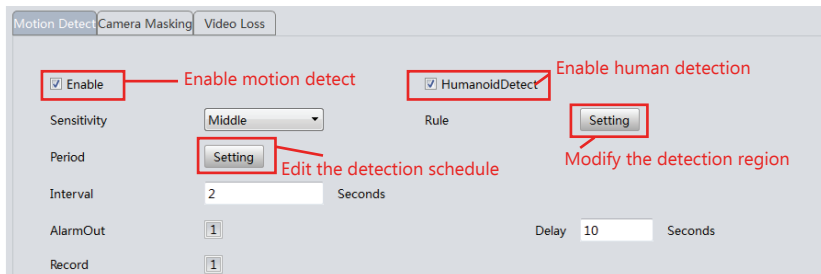 Motion Detect Camera Masking Video Loss
Enable human detection
Enable Enable motion detect HumanoidDetect
Sensitivity Middle Rule Setting
Period Setting Edit the detection schedule Modify the detection region
Interval 2 Seconds
AlarmOut 1 Delay 10 Seconds
Record 1